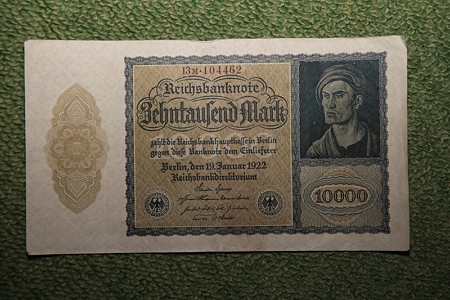 13M·104462
Reichsbanknote
Zehntausend Mark
zahlt die Reichsbankhauptkasse in Berlin
gegen diese Banknote dem Einlieferer
Berlin, den 19. Januar 1922
Reichsbankdirektorium
10000